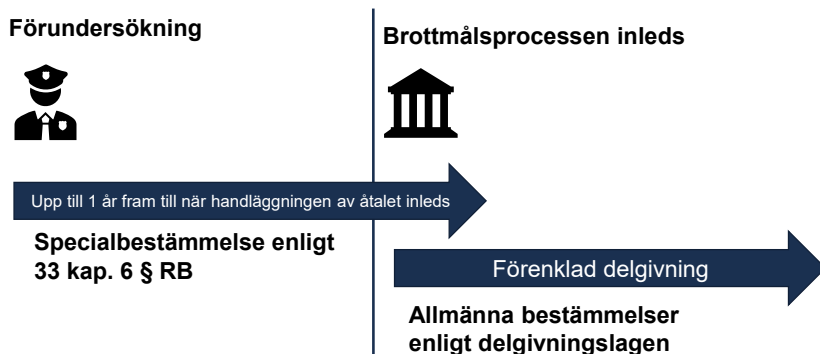 Förundersökning
Brottmålsprocessen inleds
Upp till 1 år fram till när handläggningen av åtalet inleds
Specialbestämmelse enligt
33 kap. 6 § RB
Förenklad delgivning
Allmänna bestämmelser
enligt delgivningslagen